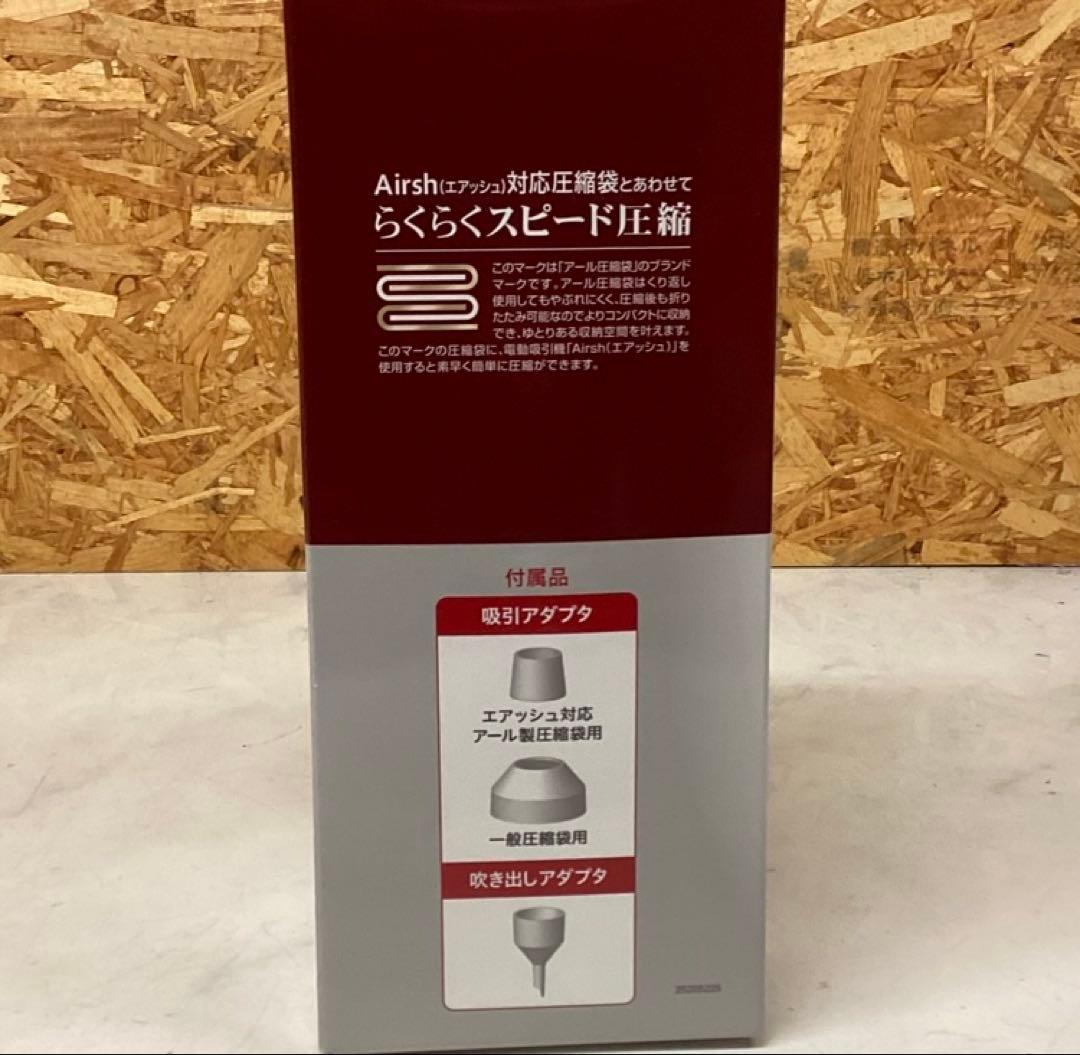 Airsh(エアッシュ)対応圧縮袋とあわせて
らくらくスピード圧縮
このマークは「アール圧縮袋」のブランド
マークです。アール圧縮袋はくり返し
使用してもやぶれにくく、圧縮後も折り
たたみ可能なのでよりコンパクトに収納
でき、ゆとりある収納空間を叶えます。
このマークの圧縮袋に、電動吸引機「Airsh(エアッシュ)」を
使用すると素早く簡単に圧縮ができます。
付属品
吸引アダプタ
エアッシュ対応
アール製圧縮袋用
一般圧縮袋用
吹き出しアダプタ